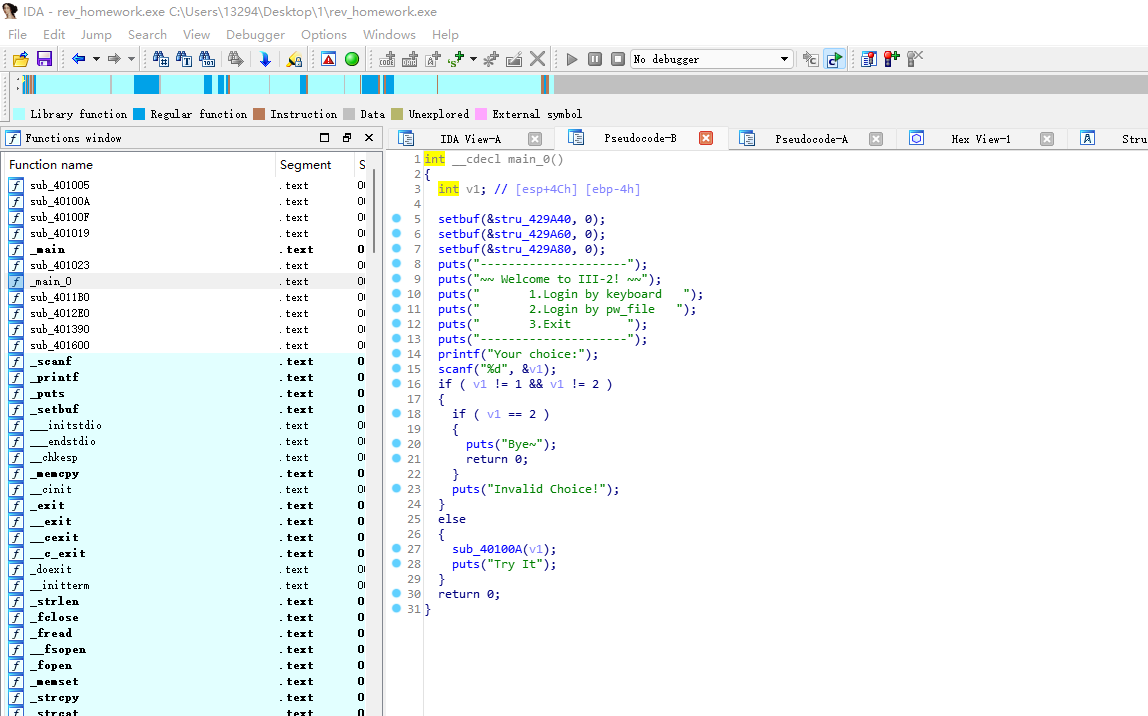 IDA - rev_homework.exe C:\Users\13294\Desktop\1\rev_homework.exe
File Edit Jump Search View Debugger Options Windows Help
No debugger
Library function Regular function Instruction Data Unexplored External symbol
Functions window
IDA View-A Pseudocode-B Pseudocode-A Hex View-1 Stru
Function name Segment S
sub_401005 .text 0
sub_40100A .text 0
sub_40100F .text 0
sub_401019 .text 0
_main .text 0
sub_401023 .text 0
_main_0 .text 0
sub_4011B0 .text 0
sub_4012E0 .text 0
sub_401390 .text 0
sub_401600 .text 0
_scanf .text 0
_printf .text 0
_puts .text 0
_setbuf .text 0
___initstdio .text 0
___endstdio .text 0
__chkesp .text 0
_memcpy .text 0
__cinit .text 0
_exit .text 0
__exit .text 0
__cexit .text 0
__c_exit .text 0
_doexit .text 0
__initterm .text 0
_strlen .text 0
_fclose .text 0
_fread .text 0
__fsopen .text 0
_fopen .text 0
_memset .text 0
_strcpy .text 0
_strcat .text 0
1 int __cdecl main_0()
2 {
3 int v1; // [esp+4Ch] [ebp-4h]
4
5 setbuf(&stru_429A40, 0);
6 setbuf(&stru_429A60, 0);
7 setbuf(&stru_429A80, 0);
8 puts("---------------------");
9 puts("~~ Welcome to III-2! ~~");
10 puts("       1.Login by keyboard   ");
11 puts("       2.Login by pw_file   ");
12 puts("       3.Exit        ");
13 puts("---------------------");
14 printf("Your choice:");
15 scanf("%d", &v1);
16 if ( v1 != 1 && v1 != 2 )
17 {
18 if ( v1 == 2 )
19 {
20 puts("Bye~");
21 return 0;
22 }
23 puts("Invalid Choice!");
24 }
25 else
26 {
27 sub_40100A(v1);
28 puts("Try It");
29 }
30 return 0;
31 }